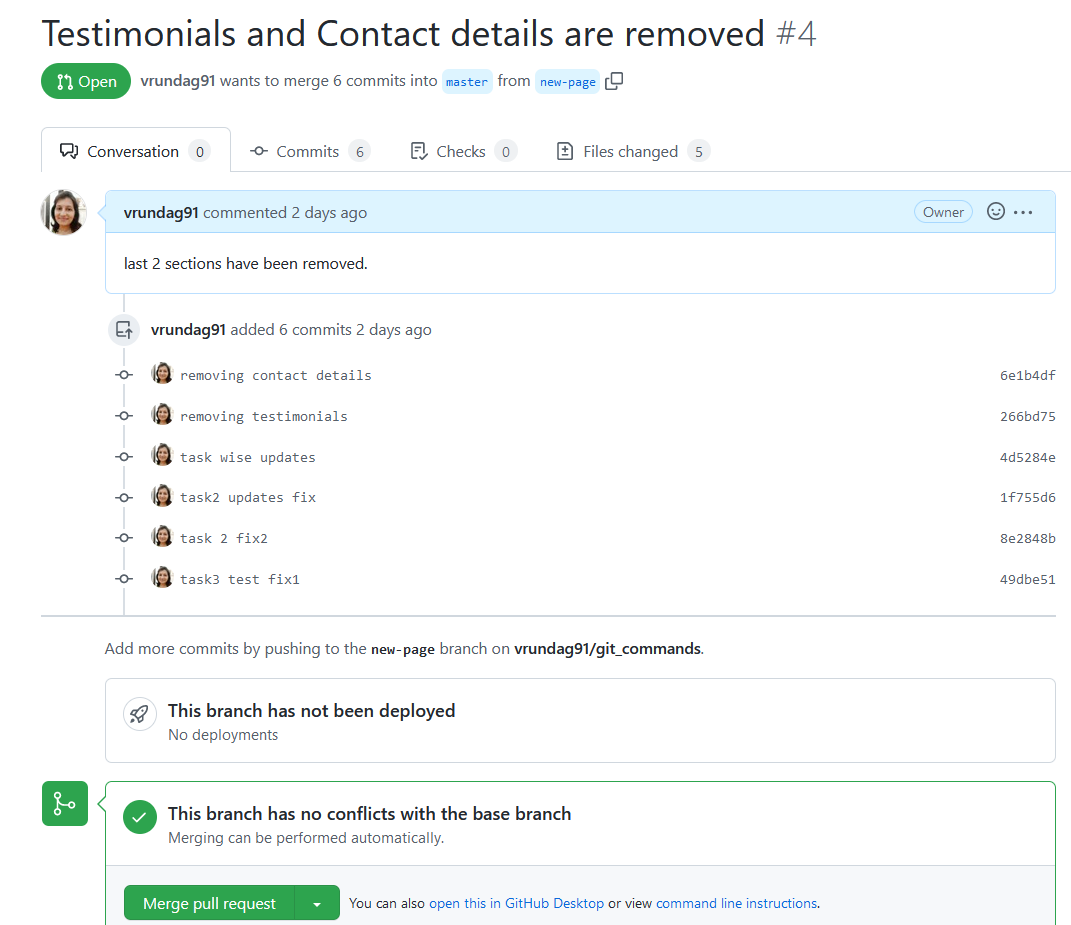 Testimonials and Contact details are removed #4
Open vrundag91 wants to merge 6 commits into master from new-page
Conversation 0 Commits 6 Checks 0 Files changed 5
vrundag91 commented 2 days ago Owner
last 2 sections have been removed.
vrundag91 added 6 commits 2 days ago
removing contact details 6e1b4df
removing testimonials 266bd75
task wise updates 4d5284e
task2 updates fix 1f755d6
task 2 fix2 8e2848b
task3 test fix1 49dbe51
Add more commits by pushing to the new-page branch on vrundag91/git_commands.
This branch has not been deployed
No deployments
This branch has no conflicts with the base branch
Merging can be performed automatically.
Merge pull request You can also open this in GitHub Desktop or view command line instructions.